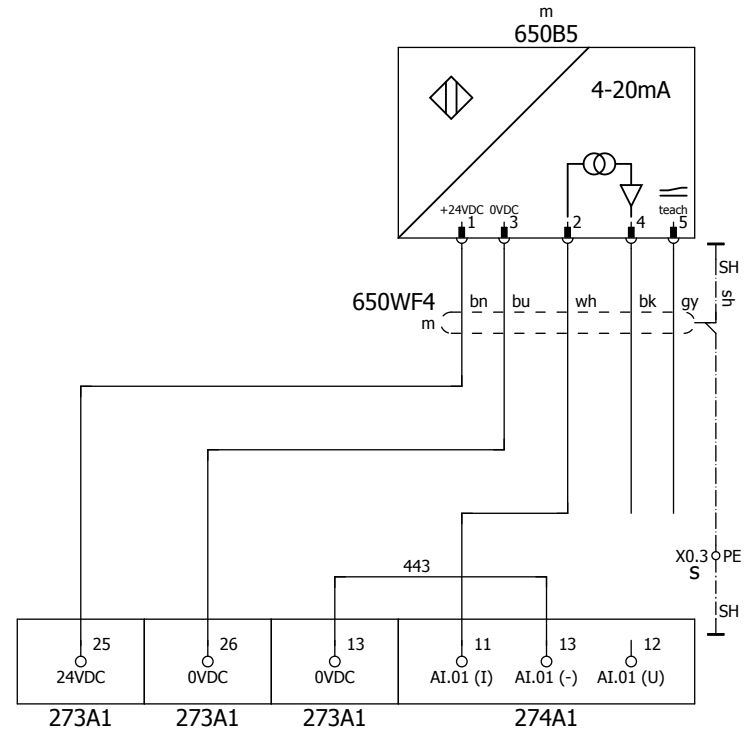 m
650B5
4-20mA
+24VDC 0VDC teach
1 3 2 4 5
SH
650WF4 bn bu wh bk gy sh
m
443
X0.3 PE
S
SH
25 26 13 11 13 12
24VDC 0VDC 0VDC AI.01 (I) AI.01 (-) AI.01 (U)
273A1 273A1 273A1 274A1